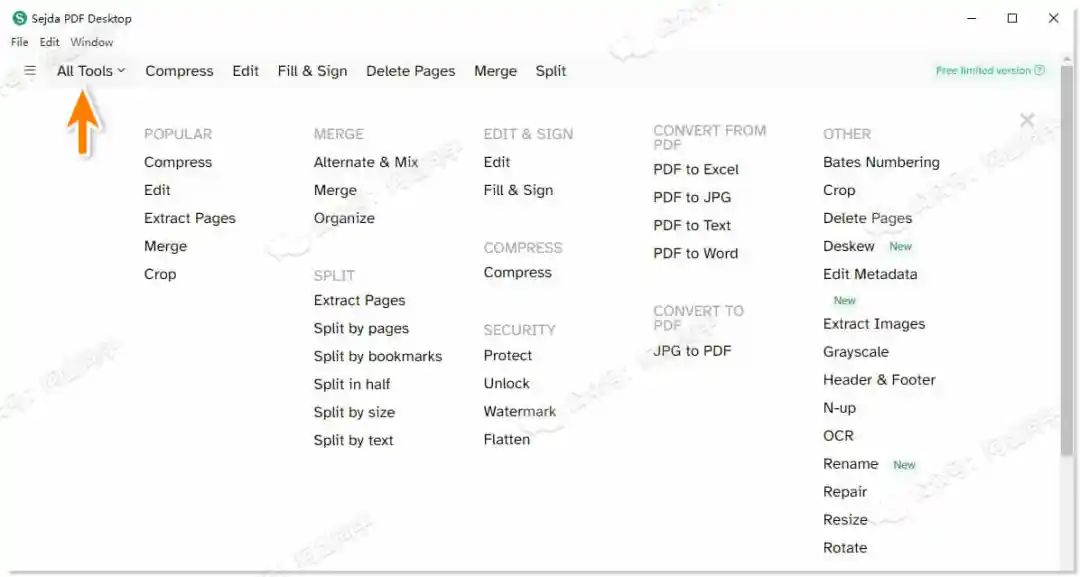 Sejda PDF Desktop
File Edit Window
All Tools Compress Edit Fill & Sign Delete Pages Merge Split Free limited version
POPULAR
Compress
Edit
Extract Pages
Merge
Crop
MERGE
Alternate & Mix
Merge
Organize
SPLIT
Extract Pages
Split by pages
Split by bookmarks
Split in half
Split by size
Split by text
EDIT & SIGN
Edit
Fill & Sign
COMPRESS
Compress
SECURITY
Protect
Unlock
Watermark
Flatten
CONVERT FROM
PDF
PDF to Excel
PDF to JPG
PDF to Text
PDF to Word
CONVERT TO
PDF
JPG to PDF
OTHER
Bates Numbering
Crop
Delete Pages
Deskew New
Edit Metadata
New
Extract Images
Grayscale
Header & Footer
N-up
OCR
Rename New
Repair
Resize
Rotate